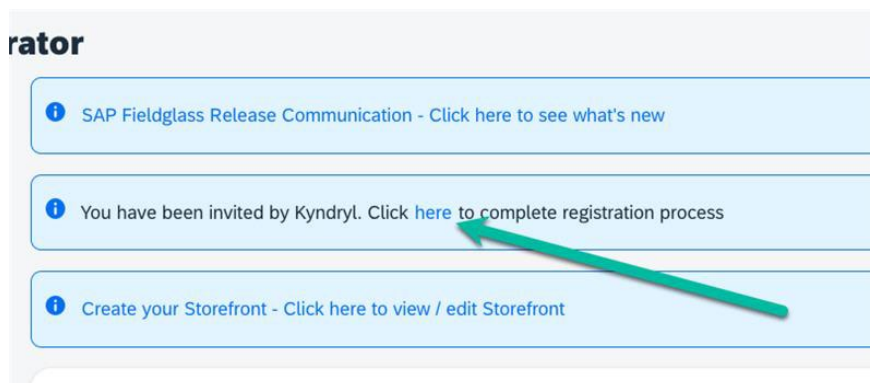 rator
SAP Fieldglass Release Communication - Click here to see what's new
You have been invited by Kyndryl. Click here to complete registration process
Create your Storefront - Click here to view / edit Storefront